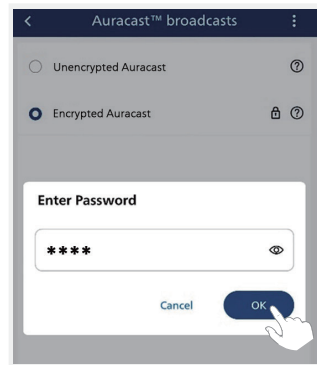 Auracast™ broadcasts
Unencrypted Auracast
Encrypted Auracast
Enter Password
****
Cancel OK